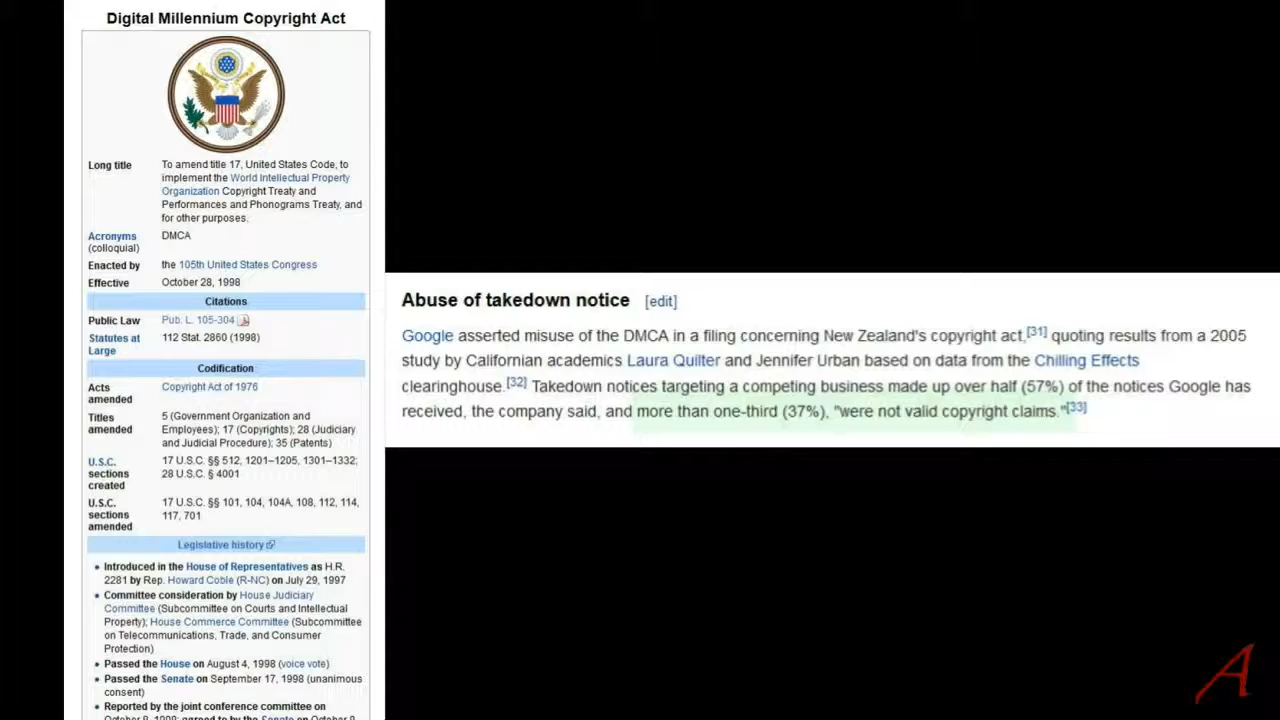 Digital Millennium Copyright Act
Long title
To amend title 17, United States Code, to
implement the World Intellectual Property
Organization Copyright Treaty and
Performances and Phonograms Treaty, and
for other purposes.
Acronyms
(colloquial)
DMCA
Enacted by
the 105th United States Congress
Effective
October 28, 1998
Citations
Public Law
Pub. L. 105-304
Statutes at
Large
112 Stat. 2860 (1998)
Codification
Acts
amended
Copyright Act of 1976
Titles
amended
5 (Government Organization and
Employees); 17 (Copyrights); 28 (Judiciary
and Judicial Procedure); 35 (Patents)
U.S.C.
sections
created
17 U.S.C. §§ 512, 1201–1205, 1301–1332;
28 U.S.C. § 4001
U.S.C.
sections
amended
17 U.S.C. §§ 101, 104, 104A, 108, 112, 114,
117, 701
Legislative history
• Introduced in the House of Representatives as H.R.
2281 by Rep. Howard Coble (R-NC) on July 29, 1997
• Committee consideration by House Judiciary
Committee (Subcommittee on Courts and Intellectual
Property); House Commerce Committee (Subcommittee
on Telecommunications, Trade, and Consumer
Protection)
• Passed the House on August 4, 1998 (voice vote)
• Passed the Senate on September 17, 1998 (unanimous
consent)
• Reported by the joint conference committee on
October 8, 1998; agreed to by the Senate on October 9,
Abuse of takedown notice [edit]
Google asserted misuse of the DMCA in a filing concerning New Zealand's copyright act,[31] quoting results from a 2005
study by Californian academics Laura Quilter and Jennifer Urban based on data from the Chilling Effects
clearinghouse.[32] Takedown notices targeting a competing business made up over half (57%) of the notices Google has
received, the company said, and more than one-third (37%), "were not valid copyright claims."[33]
A